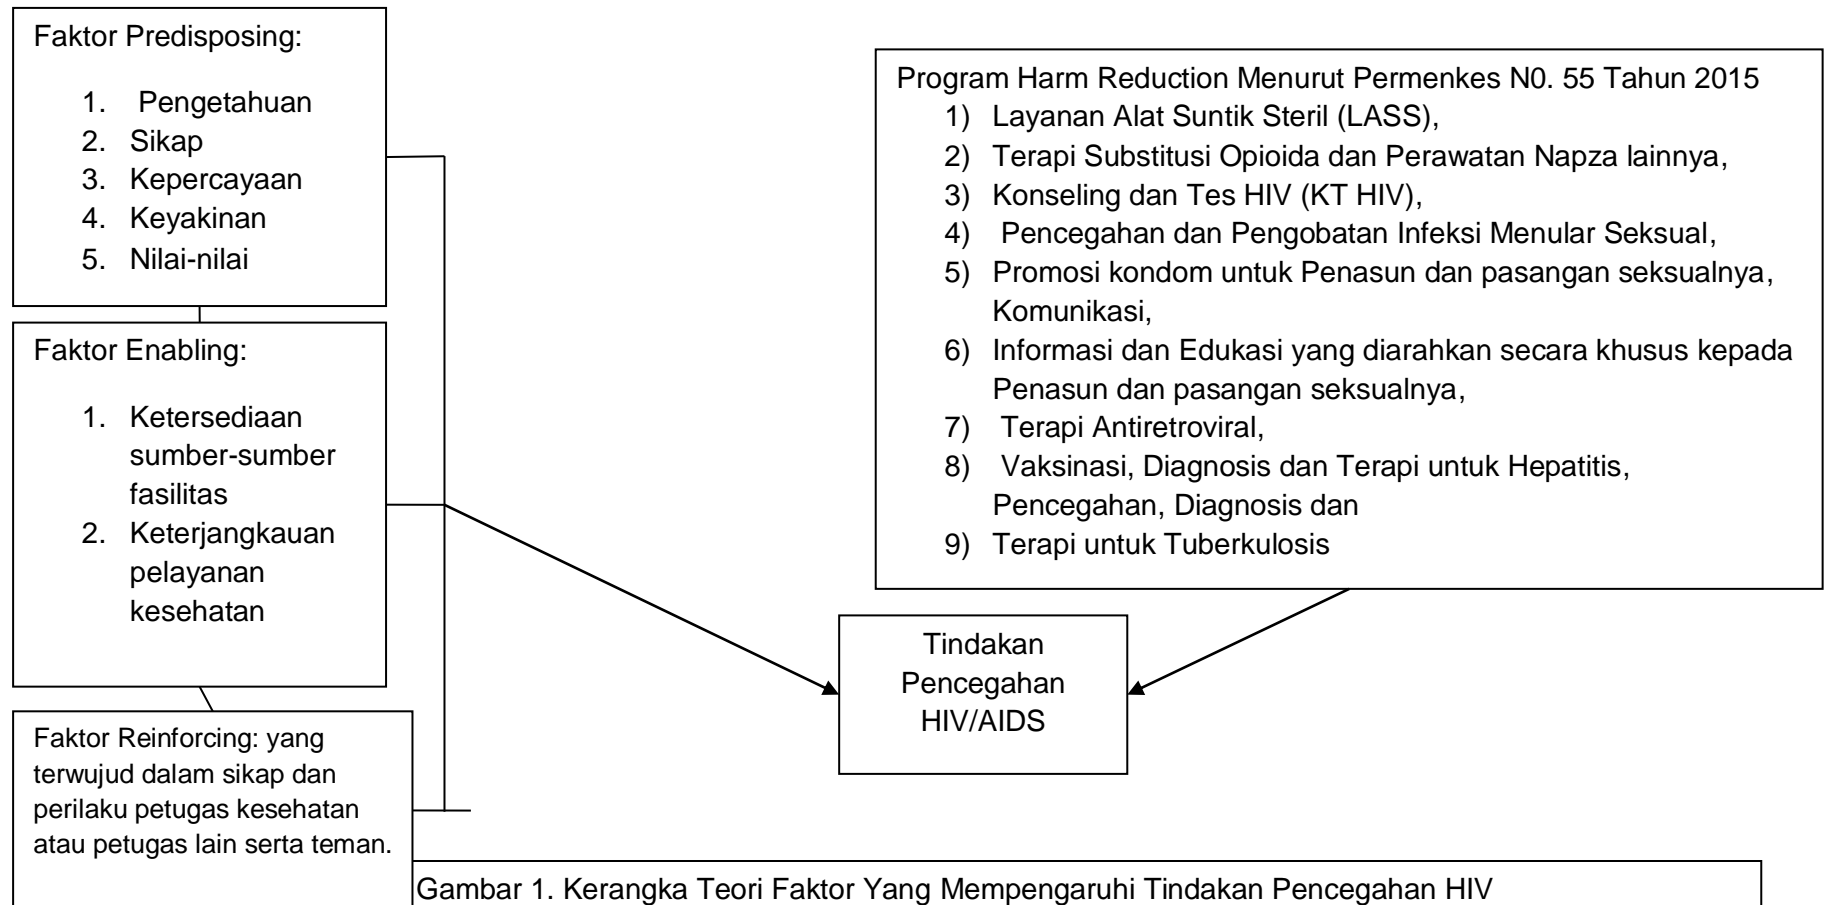 Faktor Predisposing:
1. Pengetahuan
2. Sikap
3. Kepercayaan
4. Keyakinan
5. Nilai-nilai
Faktor Enabling:
1. Ketersediaan
sumber-sumber
fasilitas
2. Keterjangkauan
pelayanan
kesehatan
Faktor Reinforcing: yang
terwujud dalam sikap dan
perilaku petugas kesehatan
atau petugas lain serta teman.
Program Harm Reduction Menurut Permenkes N0. 55 Tahun 2015
1) Layanan Alat Suntik Steril (LASS),
2) Terapi Substitusi Opioida dan Perawatan Napza lainnya,
3) Konseling dan Tes HIV (KT HIV),
4) Pencegahan dan Pengobatan Infeksi Menular Seksual,
5) Promosi kondom untuk Penasun dan pasangan seksualnya,
Komunikasi,
6) Informasi dan Edukasi yang diarahkan secara khusus kepada
Penasun dan pasangan seksualnya,
7) Terapi Antiretroviral,
8) Vaksinasi, Diagnosis dan Terapi untuk Hepatitis,
Pencegahan, Diagnosis dan
9) Terapi untuk Tuberkulosis
Tindakan
Pencegahan
HIV/AIDS
Gambar 1. Kerangka Teori Faktor Yang Mempengaruhi Tindakan Pencegahan HIV